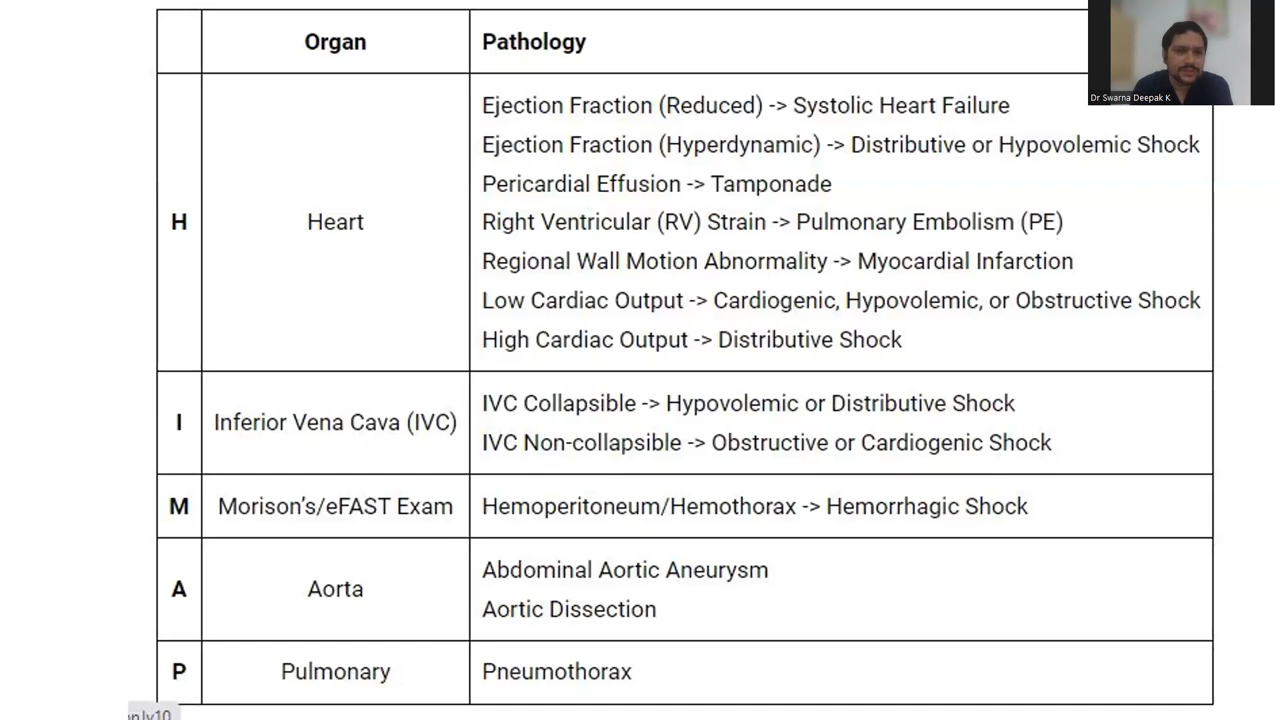 Organ Pathology
Dr Swarna Deepak K
H Heart
Ejection Fraction (Reduced) -> Systolic Heart Failure
Ejection Fraction (Hyperdynamic) -> Distributive or Hypovolemic Shock
Pericardial Effusion -> Tamponade
Right Ventricular (RV) Strain -> Pulmonary Embolism (PE)
Regional Wall Motion Abnormality -> Myocardial Infarction
Low Cardiac Output -> Cardiogenic, Hypovolemic, or Obstructive Shock
High Cardiac Output -> Distributive Shock
I Inferior Vena Cava (IVC)
IVC Collapsible -> Hypovolemic or Distributive Shock
IVC Non-collapsible -> Obstructive or Cardiogenic Shock
M Morison's/eFAST Exam Hemoperitoneum/Hemothorax -> Hemorrhagic Shock
A Aorta
Abdominal Aortic Aneurysm
Aortic Dissection
P Pulmonary Pneumothorax